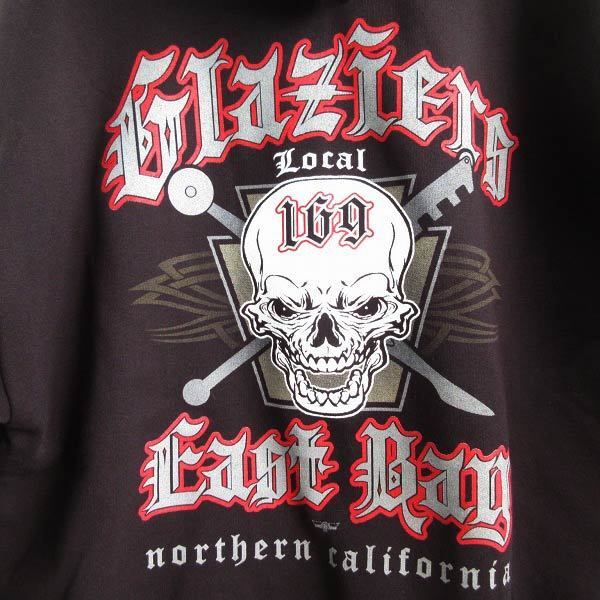 Glaziers
Local
169
East Bay
northern california